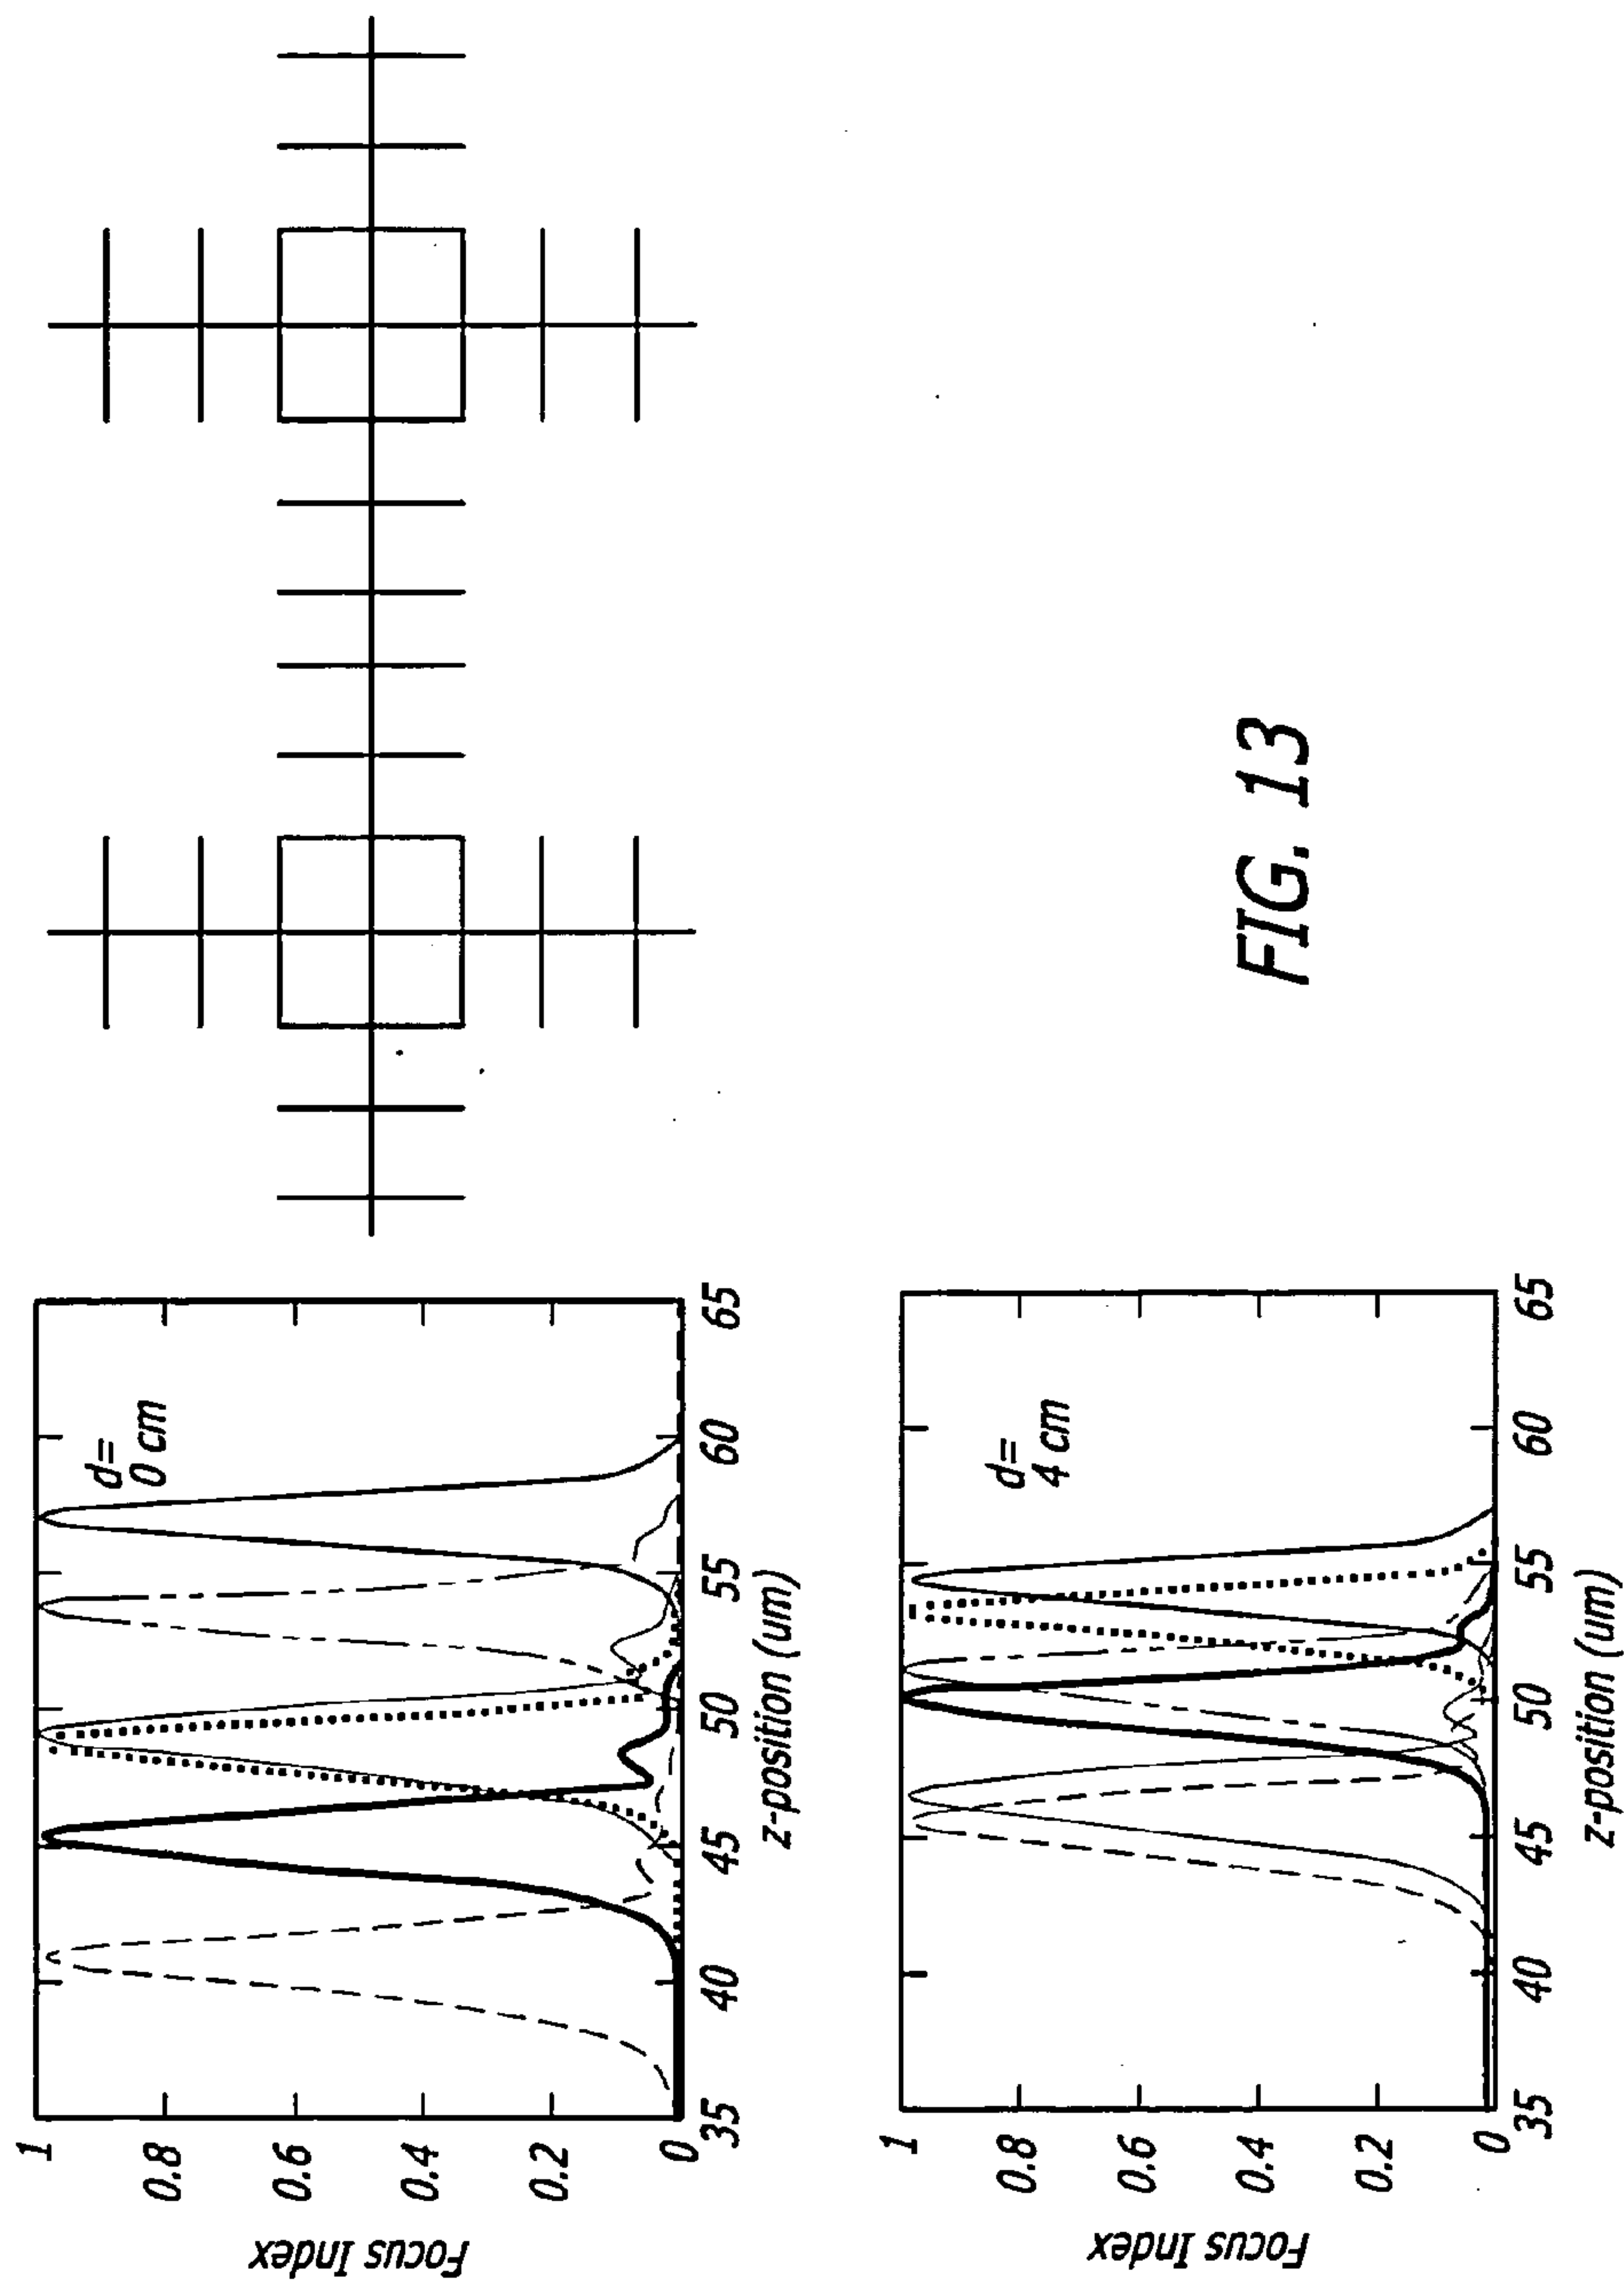 Focus Index
1
0.8
0.6
0.4
0.2
0
d=
0 cm
35 40 45 50 55 60 65
z-position (um)
Focus Index
1
0.8
0.6
0.4
0.2
0
d=
4 cm
35 40 45 50 55 60 65
z-position (um)
FIG. 13